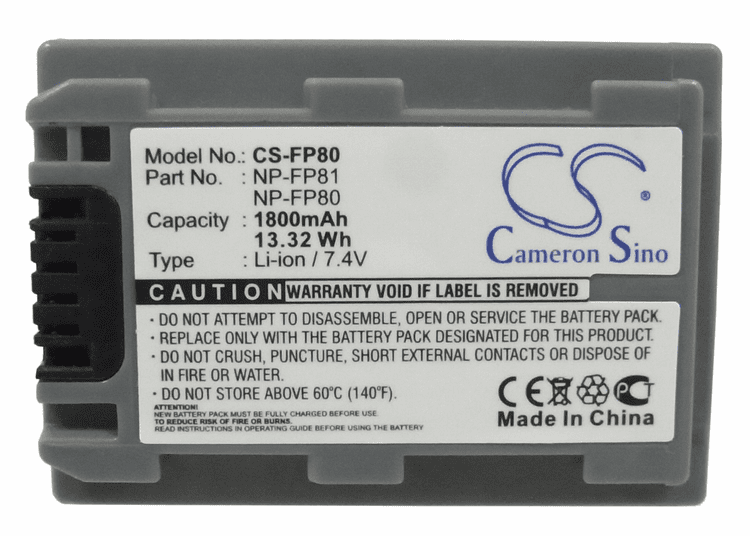 Model No.: CS-FP80
Part No. : NP-FP81
NP-FP80
Capacity : 1800mAh
13.32 Wh
Type : Li-ion / 7.4V
CS
®
Cameron Sino
CAUTION WARRANTY VOID IF LABEL IS REMOVED
• DO NOT ATTEMPT TO DISASSEMBLE, OPEN OR SERVICE THE BATTERY.
• REPLACE ONLY WITH THE BATTERY PACK DESIGNATED FOR THIS PRODUCT.
• DO NOT CRUSH, PUNCTURE, SHORT EXTERNAL CONTACTS OR DISPOSE OF
IN FIRE OR WATER.
• DO NOT STORE ABOVE 60℃ (140℉).
ATTENTION!
NEW BATTERY PACK MUST BE FULLY CHARGED BEFORE USE
TO REDUCE RISK OF FIRE OR BURNS.
READ INSTRUCTIONS BEFORE USING THE BATTERY
CE PCT
Made In China